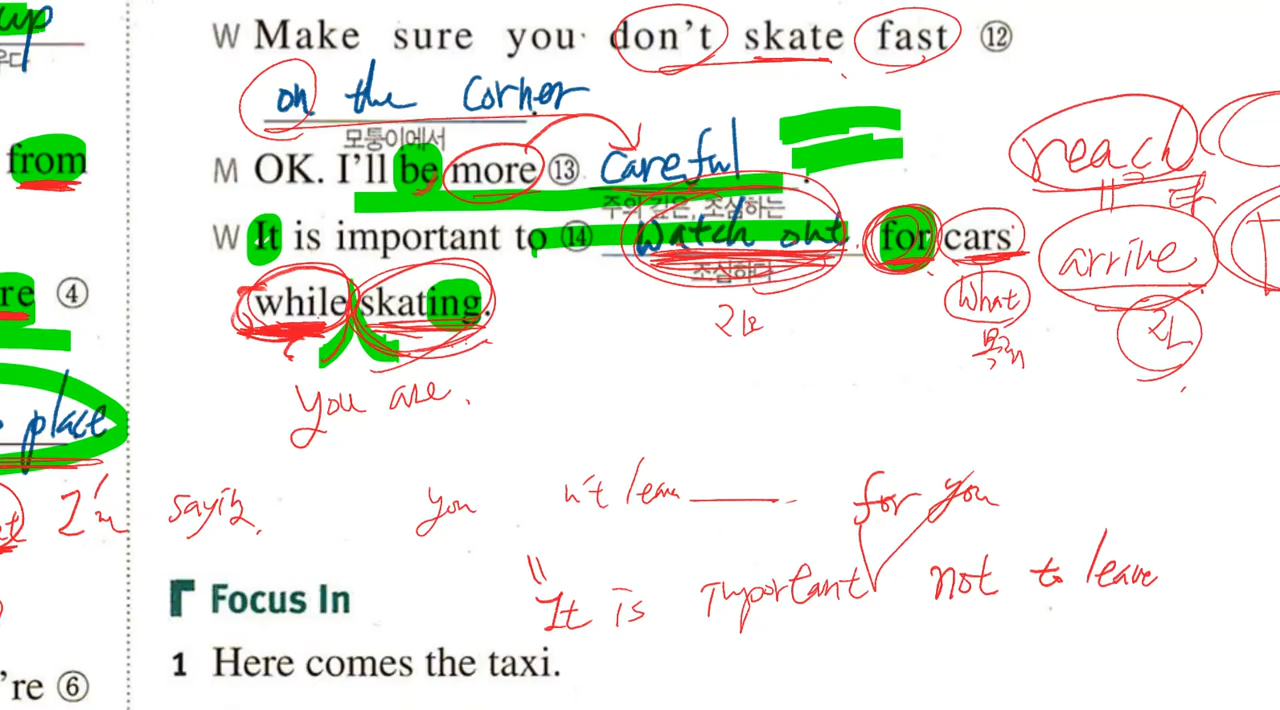 up
W Make sure you don't skate fast ⑫
on the corner
모퉁이에서
from
M OK. I'll be more ⑬ careful.
주의 깊은, 조심하는
reach
W It is important to ⑭ watch out for cars
조심하다
arrive
re ④
while skating.
what
you are.
place
sayin you n't leave for you
It is important not to leave
Focus In
1 Here comes the taxi.
're ⑥